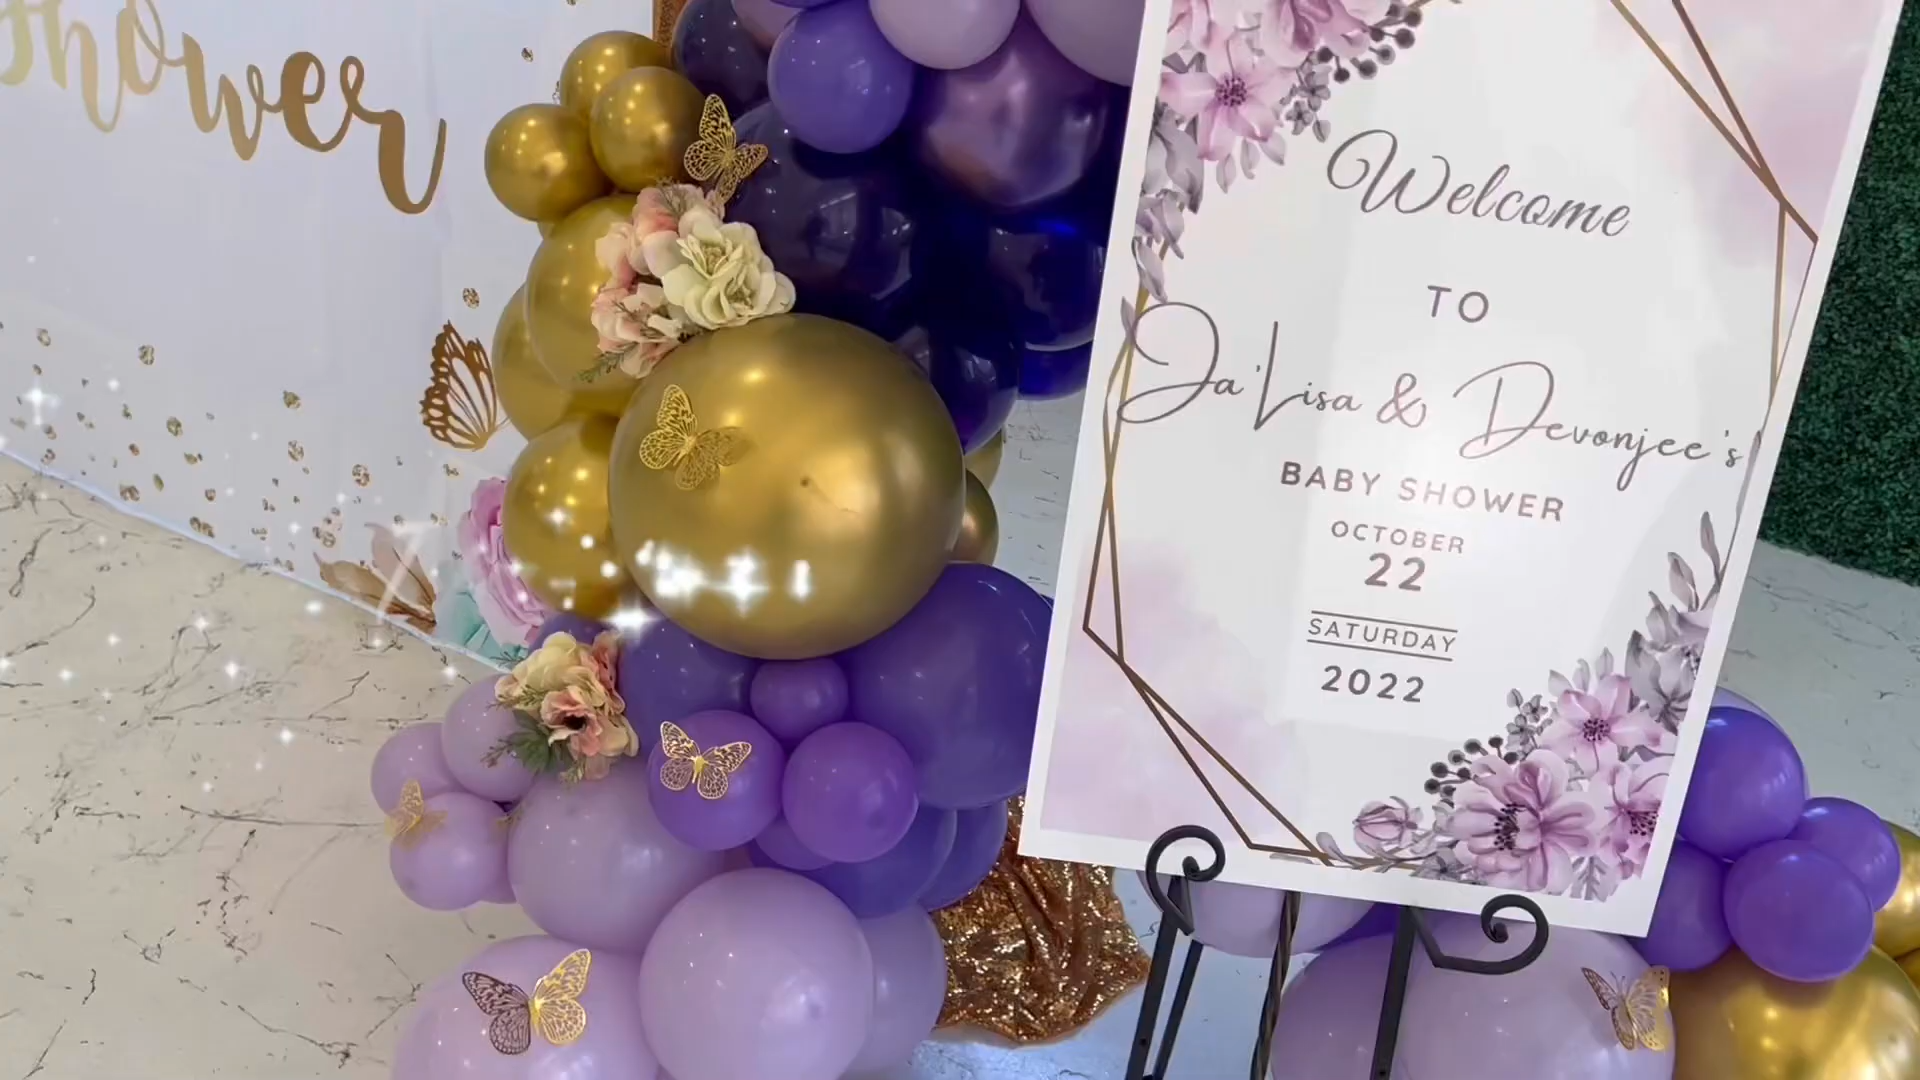 Shower
Welcome
TO
Ja'Lisa & Devonjee's
BABY SHOWER
OCTOBER
22
SATURDAY
2022